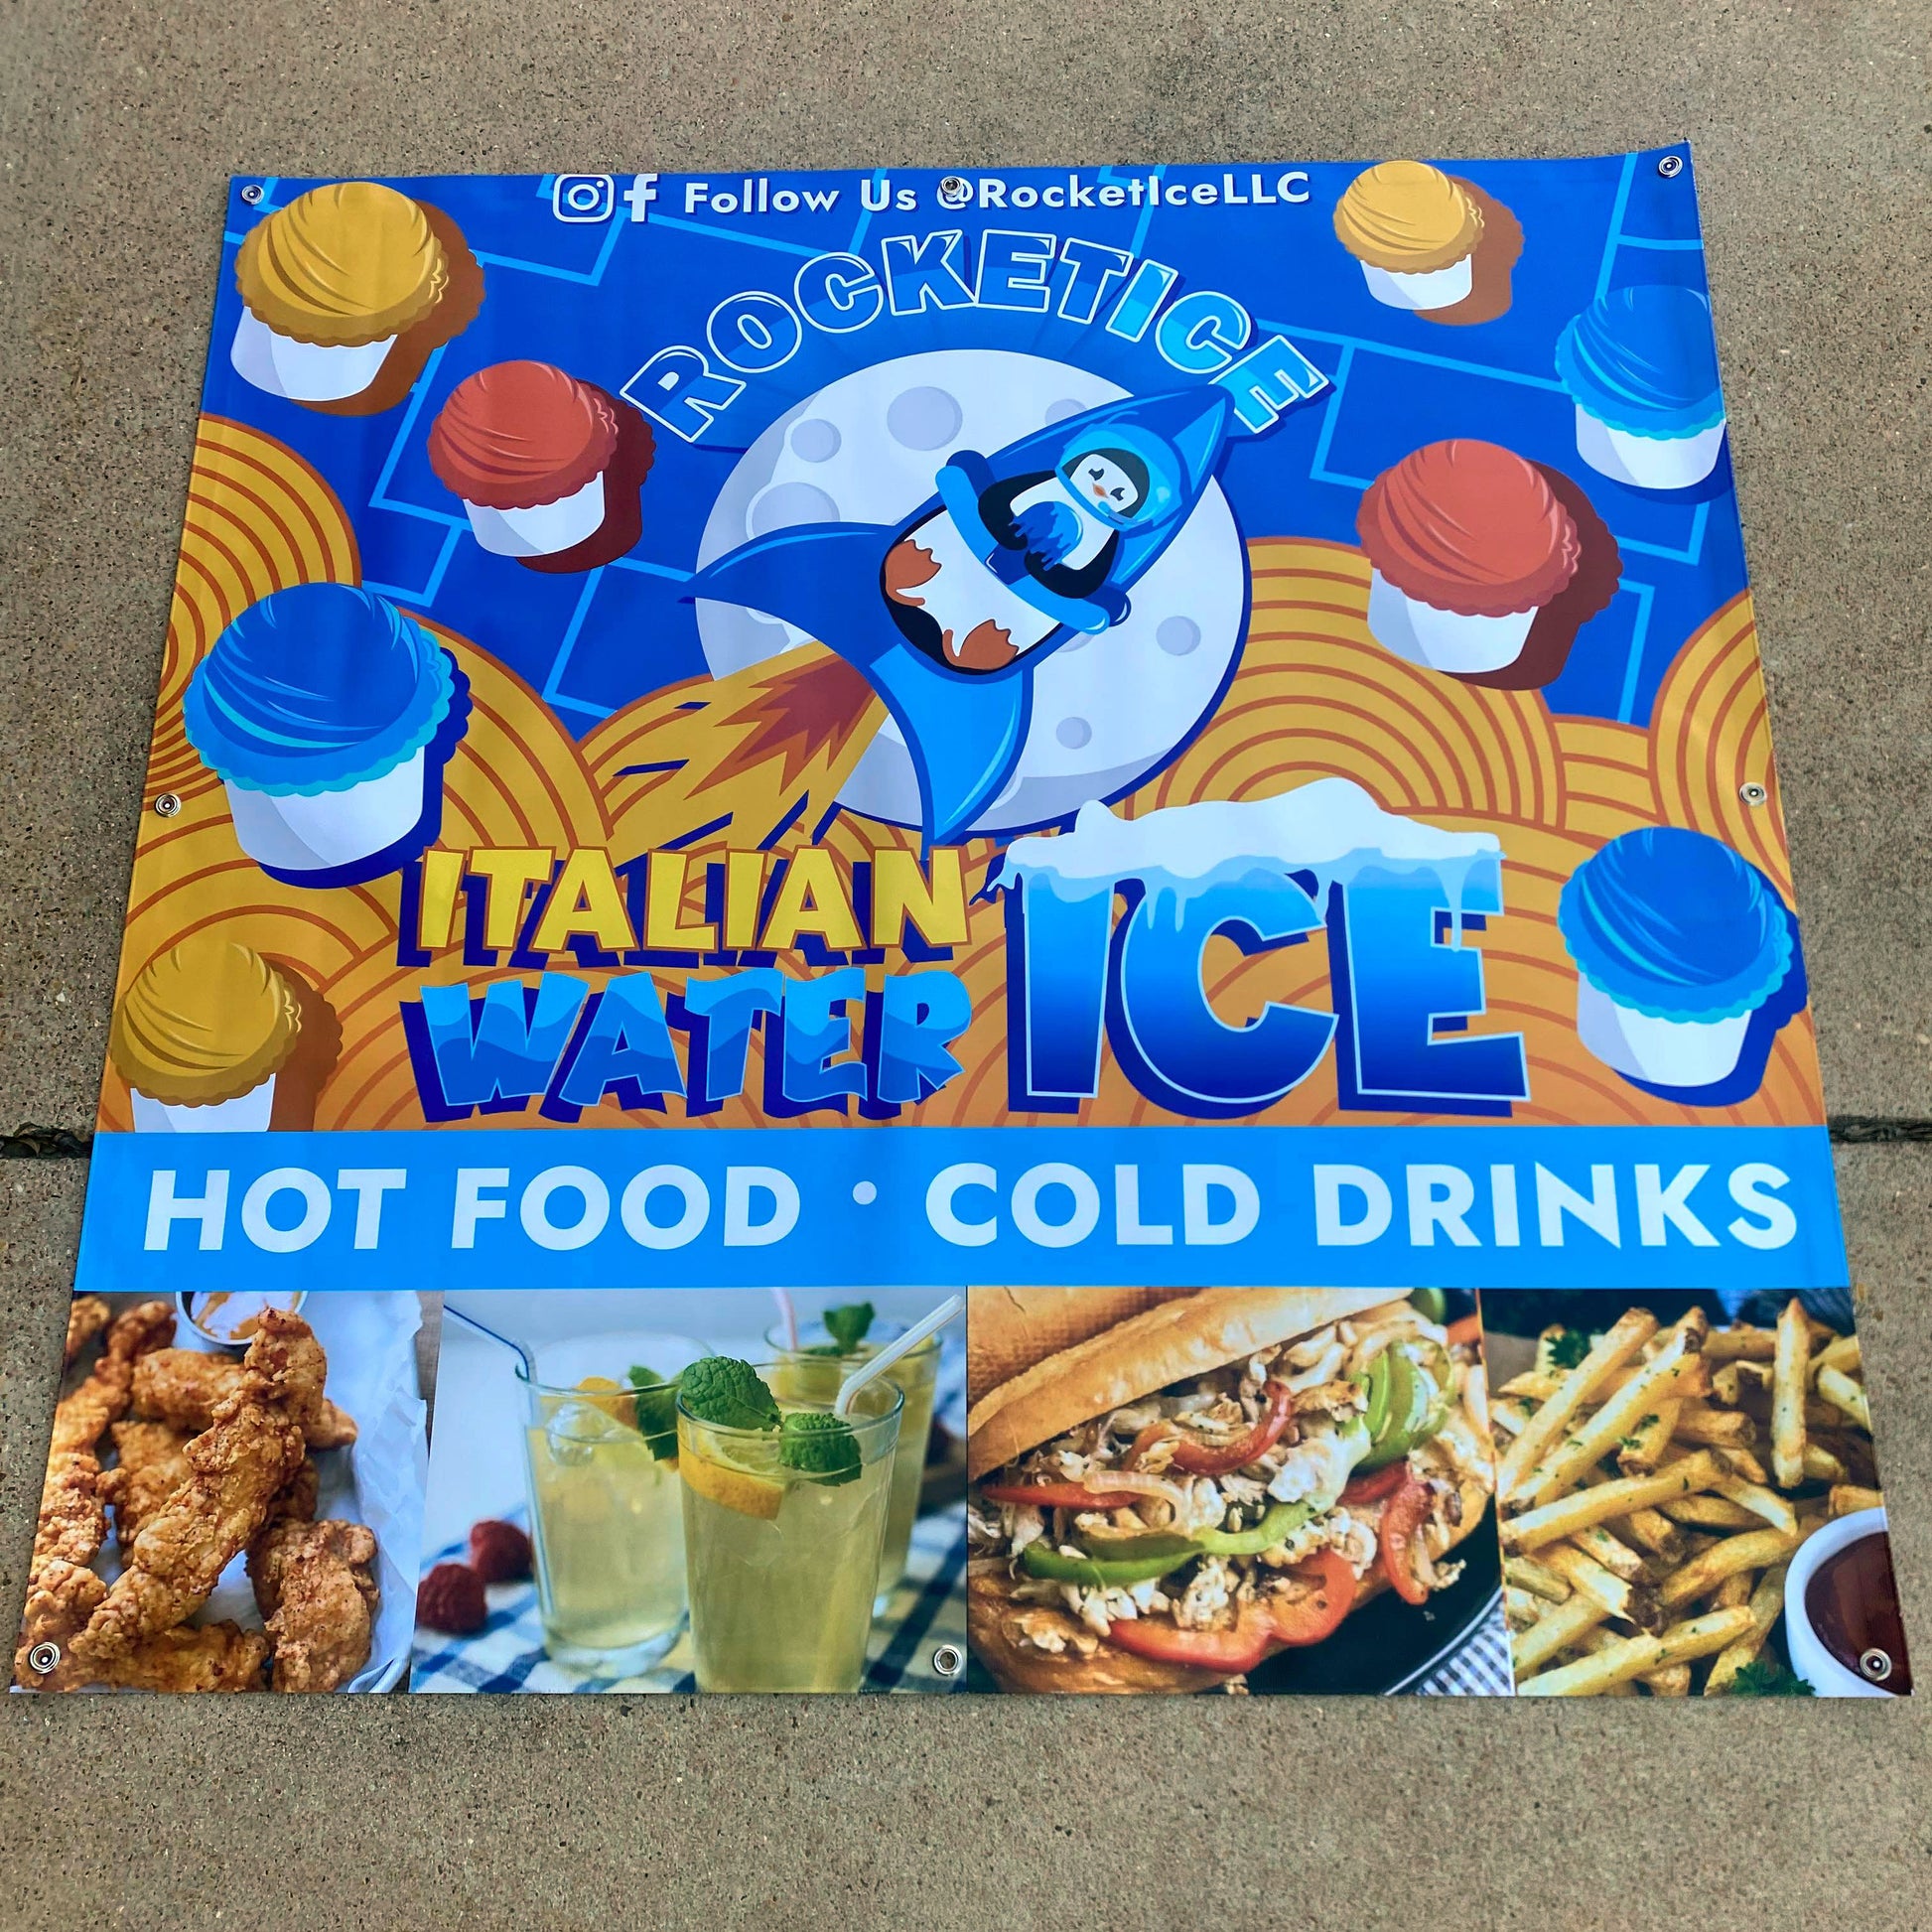 Follow Us @RocketIceLLC
ROCKETICE
ITALIAN
WATER
ICE
HOT FOOD • COLD DRINKS